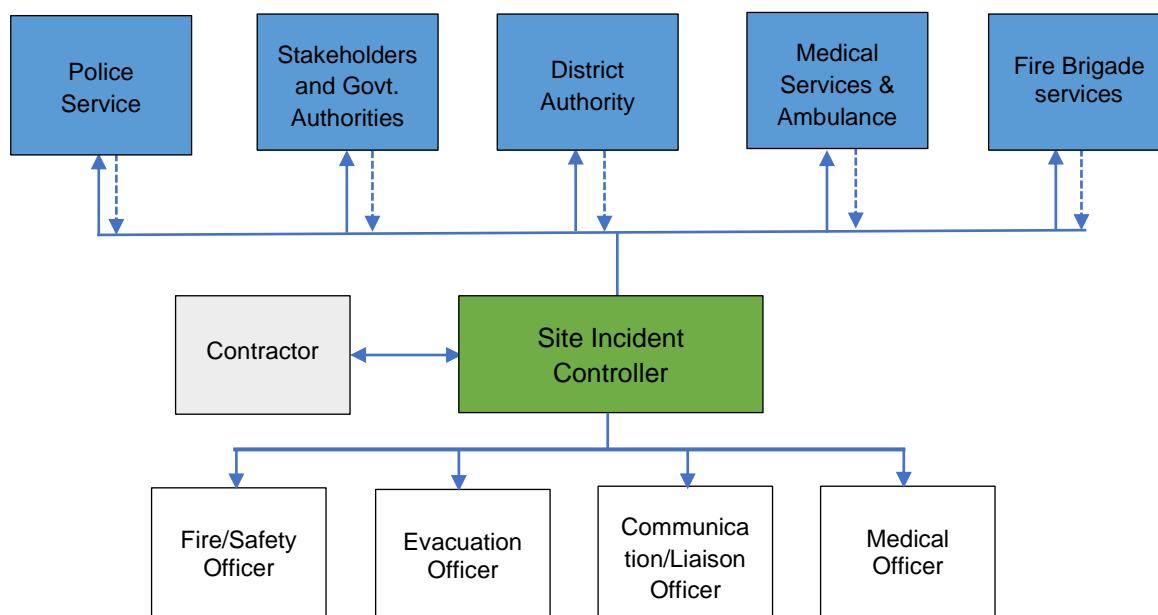 Police
Service
Stakeholders
and Govt.
Authorities
District
Authority
Medical
Services &
Ambulance
Fire Brigade
services
Contractor
Site Incident
Controller
Fire/Safety
Officer
Evacuation
Officer
Communica
tion/Liaison
Officer
Medical
Officer